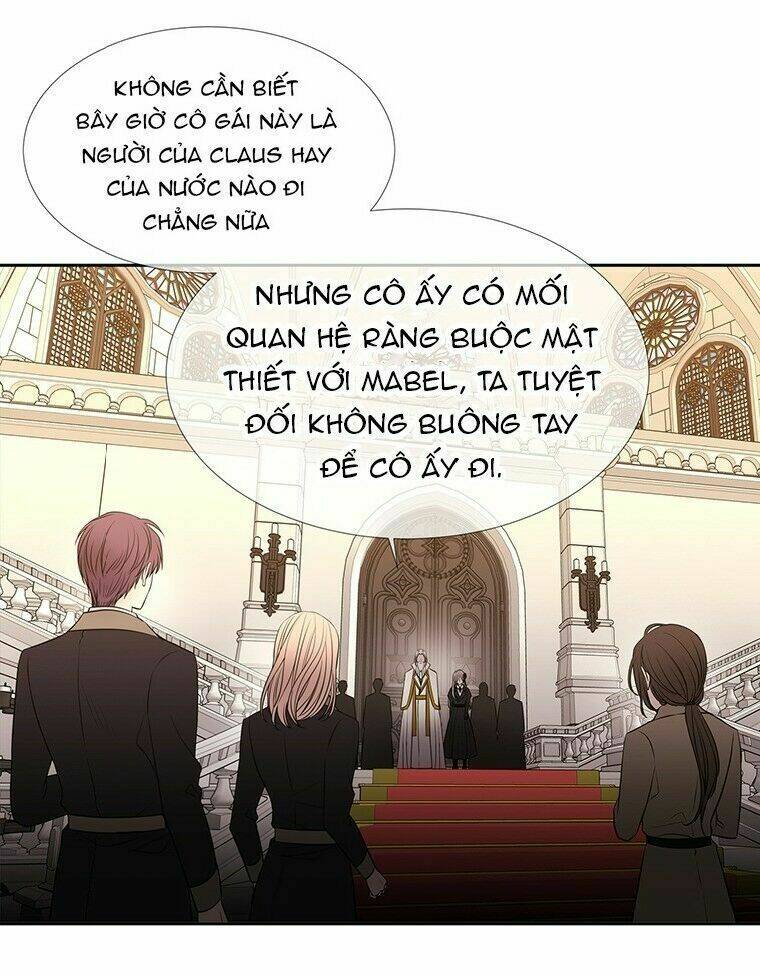 KHÔNG CẦN BIẾT
BÂY GIỜ CÔ GÁI NÀY LÀ
NGƯỜI CỦA CLAUS HAY
CỦA NƯỚC NÀO ĐI
CHẲNG NỮA
NHƯNG CÔ ẤY CÓ MỐI
QUAN HỆ RÀNG BUỘC MẬT
THIẾT VỚI MABEL, TA TUYỆT
ĐỐI KHÔNG BUÔNG TAY
ĐỂ CÔ ẤY ĐI.